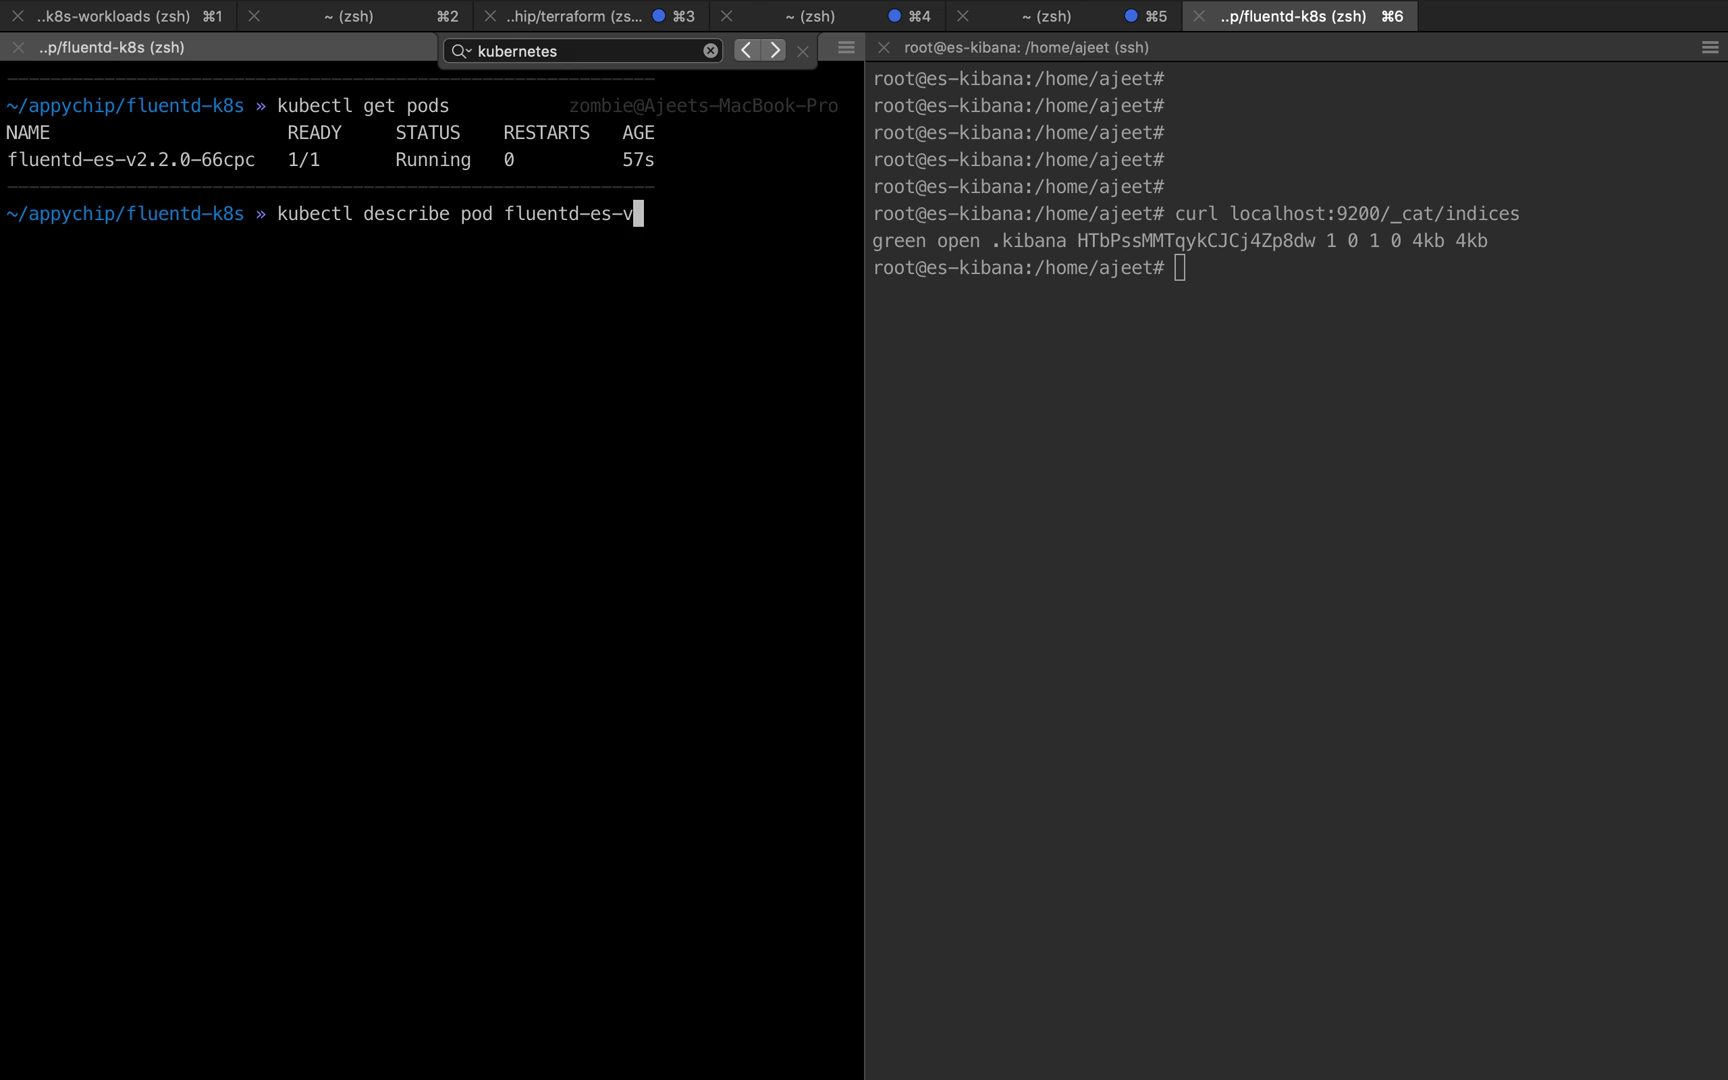 ..k8s-workloads (zsh) ⌘1
~ (zsh) ⌘2
..hip/terraform (zs... ⌘3
~ (zsh) ⌘4
~ (zsh) ⌘5
..p/fluentd-k8s (zsh) ⌘6
..p/fluentd-k8s (zsh)
kubernetes
~/appychip/fluentd-k8s » kubectl get pods zombie@Ajeets-MacBook-Pro
NAME READY STATUS RESTARTS AGE
fluentd-es-v2.2.0-66cpc 1/1 Running 0 57s
~/appychip/fluentd-k8s » kubectl describe pod fluentd-es-v
root@es-kibana: /home/ajeet (ssh)
root@es-kibana:/home/ajeet#
root@es-kibana:/home/ajeet#
root@es-kibana:/home/ajeet#
root@es-kibana:/home/ajeet#
root@es-kibana:/home/ajeet#
root@es-kibana:/home/ajeet# curl localhost:9200/_cat/indices
green open .kibana HTbPssMMTqykCJCj4Zp8dw 1 0 1 0 4kb 4kb
root@es-kibana:/home/ajeet#